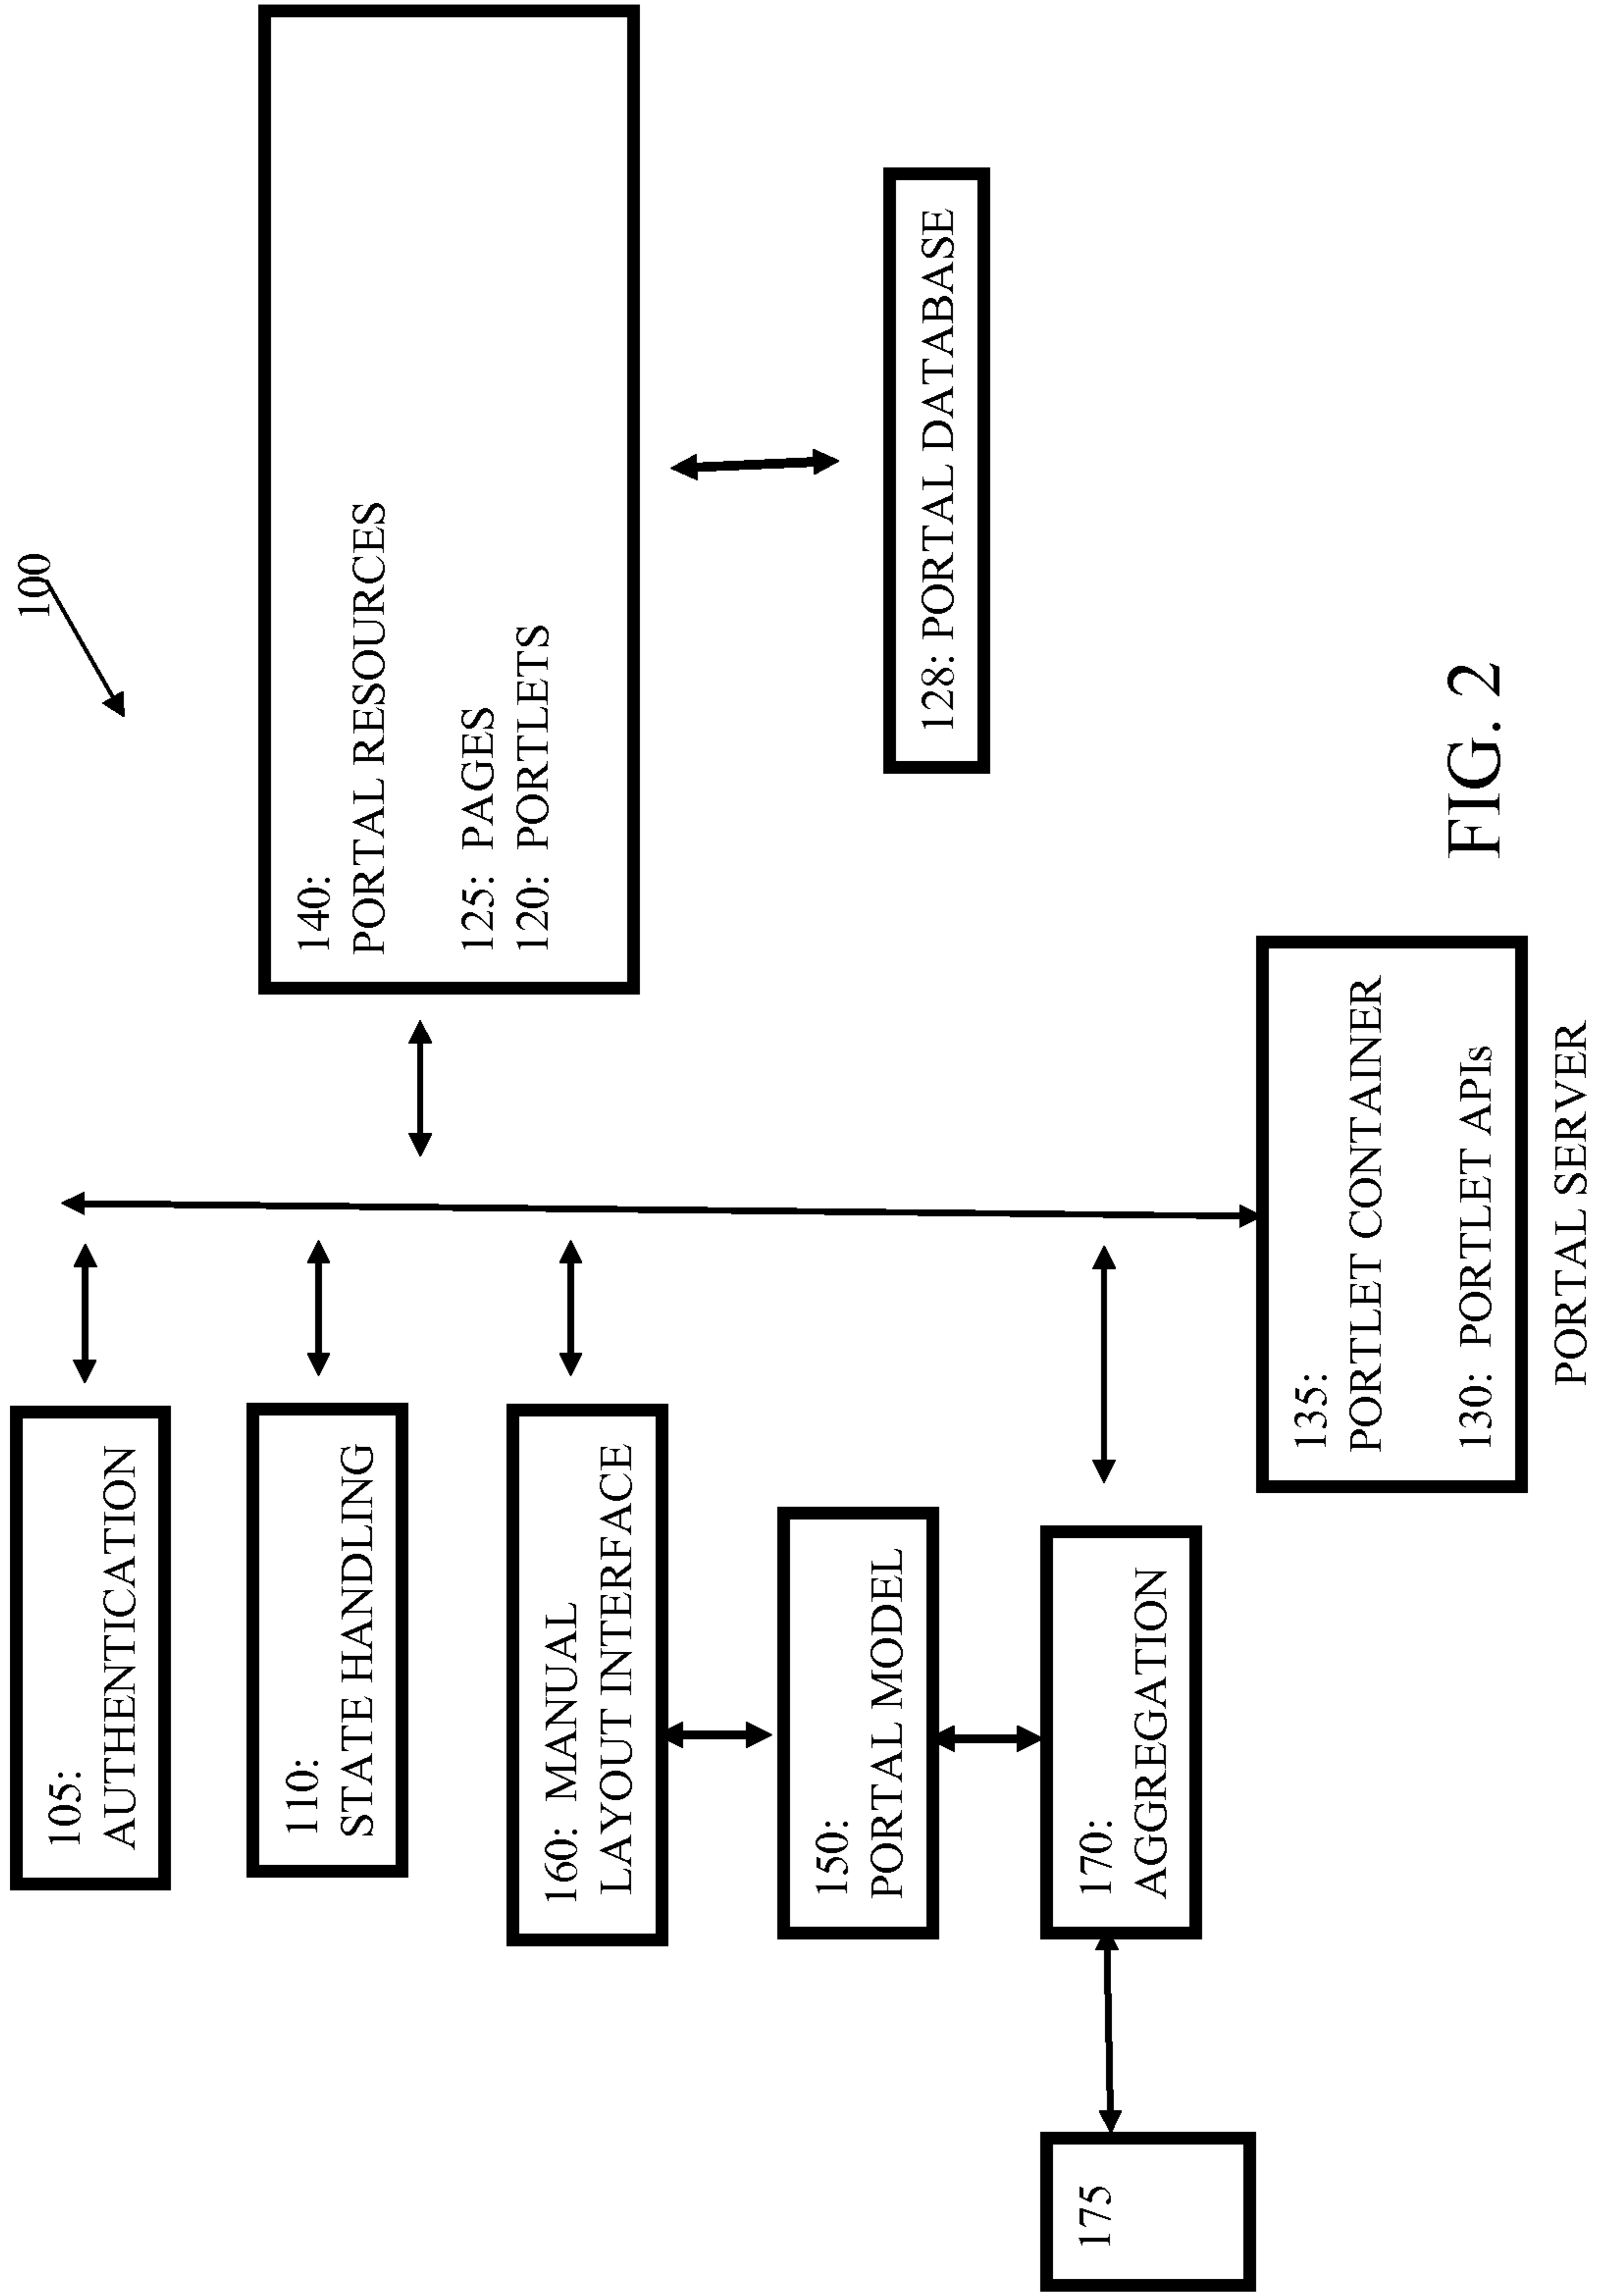 100
105:
AUTHENTICATION
110:
STATE HANDLING
160: MANUAL
LAYOUT INTERFACE
150:
PORTAL MODEL
170:
AGGREGATION
175
140:
PORTAL RESOURCES
125: PAGES
120: PORTLETS
128: PORTAL DATABASE
135:
PORTLET CONTAINER
130: PORTLET APIs
PORTAL SERVER
FIG. 2